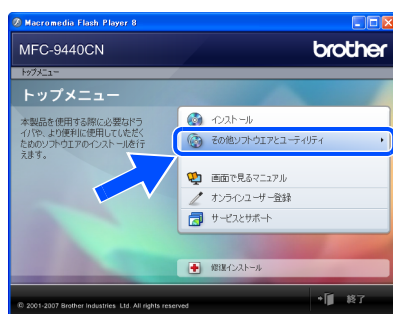 Macromedia Flash Player 8
MFC-9440CN
brother
トップメニュー
トップメニュー
本製品を使用する際に必要なドラ
イバや、より便利に使用していただく
ためのソフトウエアのインストールを行
えます。
インストール
その他ソフトウエアとユーティリティ
画面で見るマニュアル
オンラインユーザー登録
サービスとサポート
修復インストール
© 2001-2007 Brother Industries Ltd. All rights reserved
終了